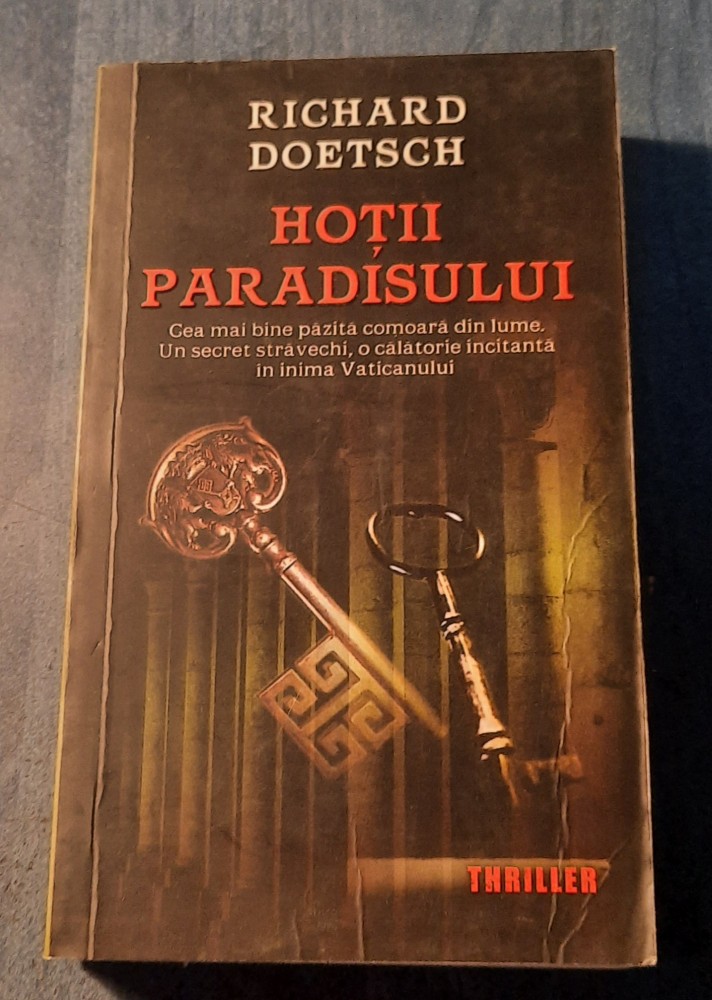 RICHARD
DOETSCH
HOȚII
PARADISULUI
Cea mai bine păzită comoară din lume.
Un secret străvechi, o călătorie incitantă
în inima Vaticanului
THRILLER